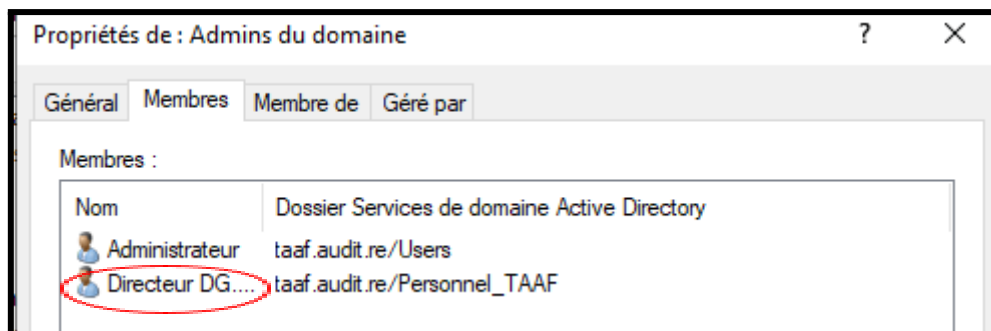 Propriétés de : Admins du domaine ? ×
Général Membres Membre de Géré par
Membres :
Nom Dossier Services de domaine Active Directory
Administrateur taaf.audit.re/Users
Directeur DG.... taaf.audit.re/Personnel_TAAF